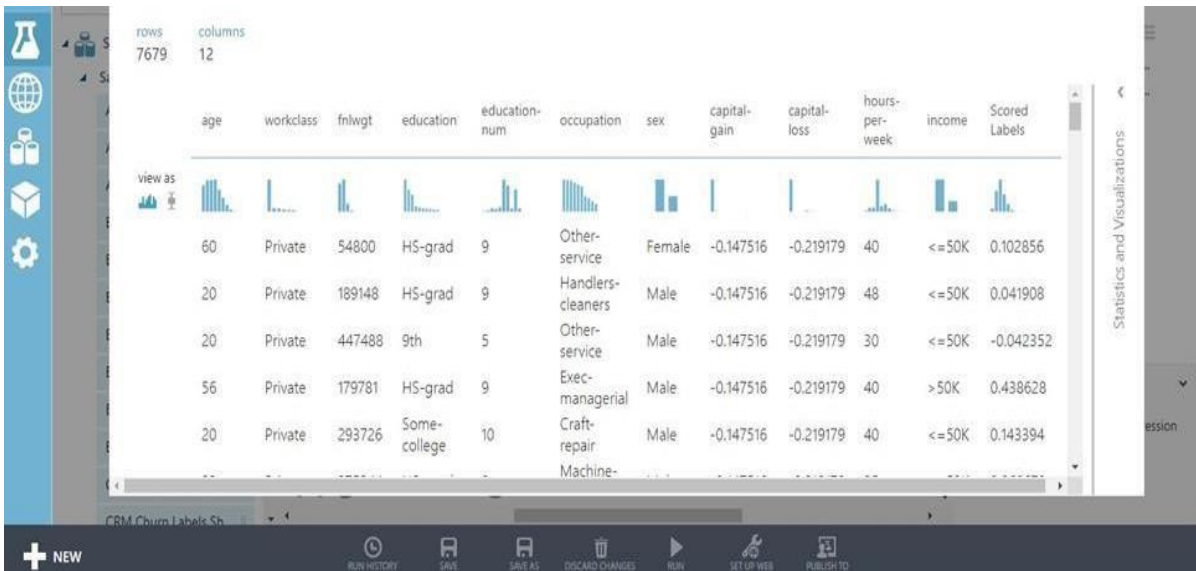 rows columns
7679 12
age workclass fnlwgt education education-num occupation sex capital-gain capital-loss hours-per-week income Scored Labels
view as
60 Private 54800 HS-grad 9 Other-service Female -0.147516 -0.219179 40 <=50K 0.102856
20 Private 189148 HS-grad 9 Handlers-cleaners Male -0.147516 -0.219179 48 <=50K 0.041908
20 Private 447488 9th 5 Other-service Male -0.147516 -0.219179 30 <=50K -0.042352
56 Private 179781 HS-grad 9 Exec-managerial Male -0.147516 -0.219179 40 >50K 0.438628
20 Private 293726 Some-college 10 Craft-repair Male -0.147516 -0.219179 40 <=50K 0.143394
Machine-
Statistics and Visualizations
ession
CRM Churn Labels Sh
NEW
RUN HISTORY SAVE SAVE AS DISCARD CHANGES RUN SET UP WEB PUBLISH TO